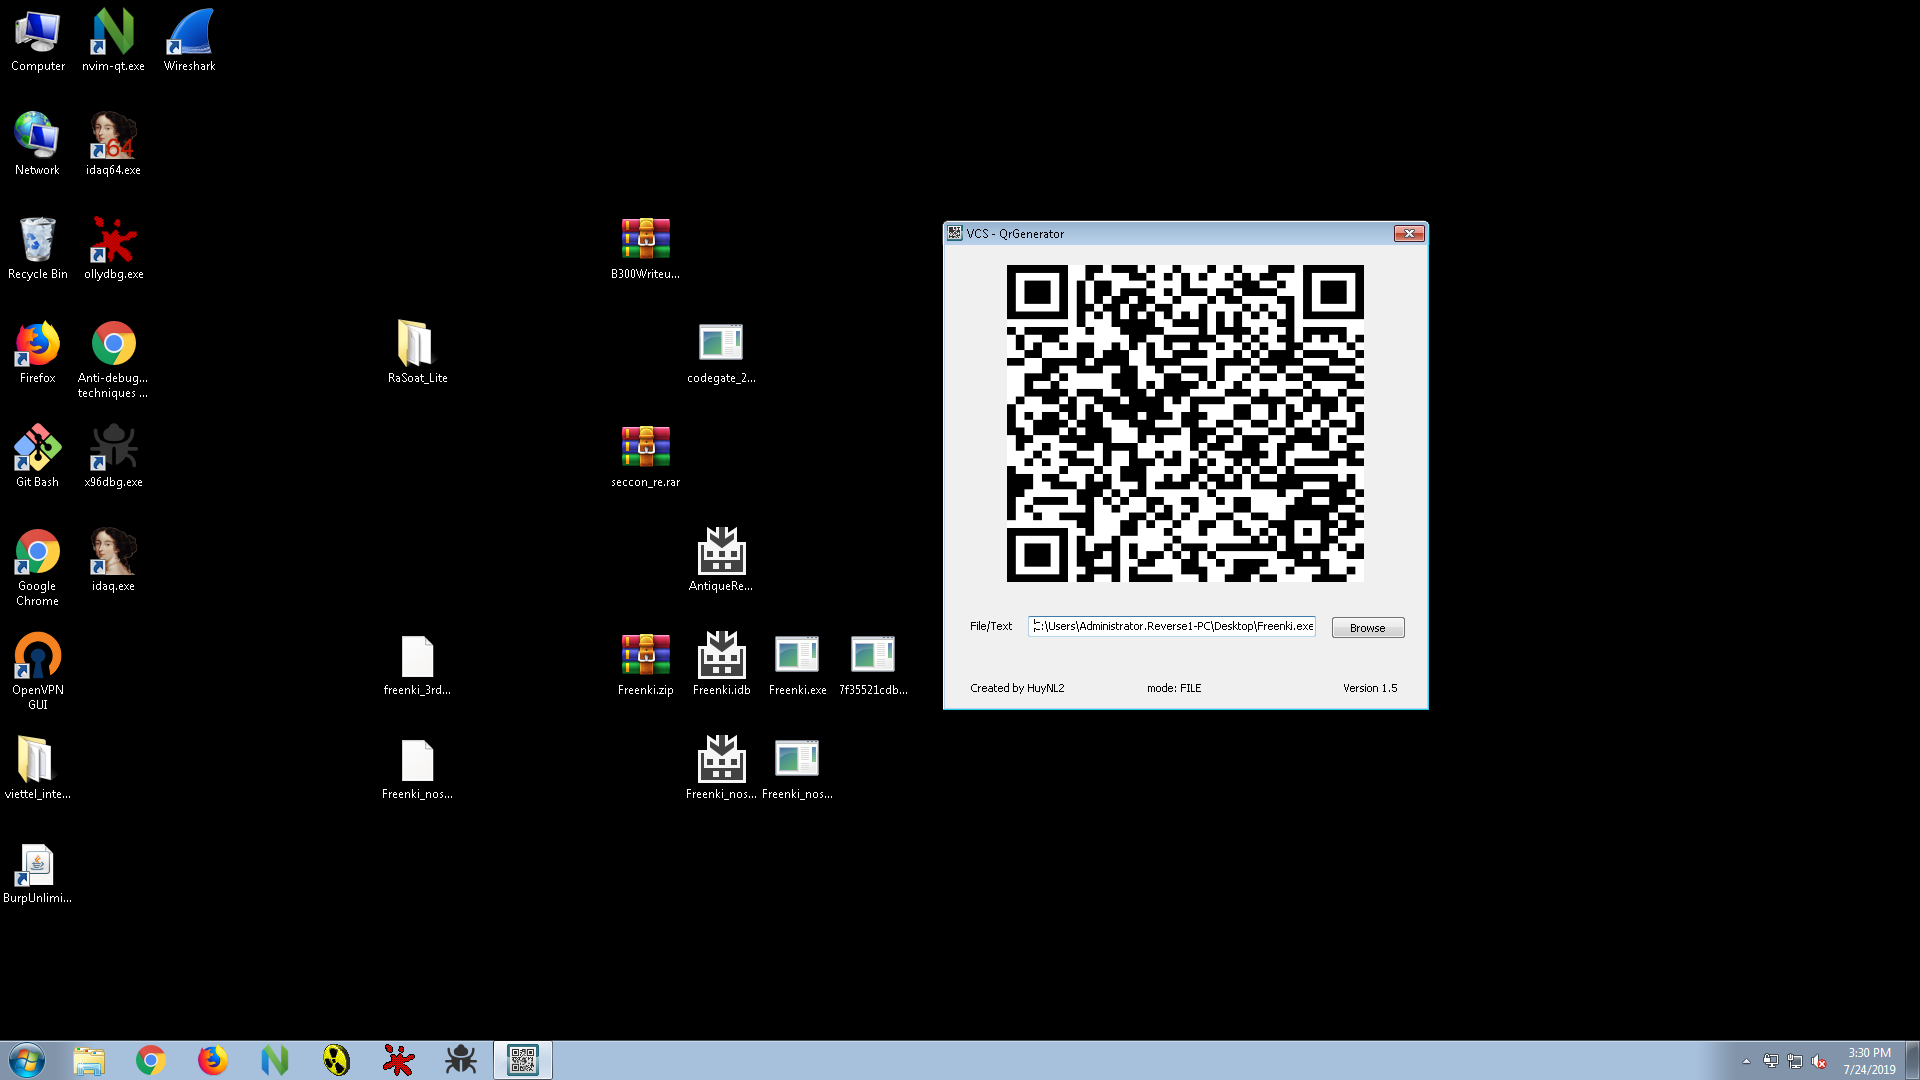 Computer
nvim-qt.exe
Wireshark
Network
64
idaq64.exe
Recycle Bin
ollydbg.exe
B300Writeu...
Firefox
Anti-debug...
techniques ...
RaSoat_Lite
codegate_2...
Git Bash
x96dbg.exe
seccon_re.rar
Google
Chrome
idaq.exe
AntiqueRe...
OpenVPN
GUI
freenki_3rd...
Freenki.zip
Freenki.idb
Freenki.exe
7f35521cdb...
viettel_inte...
Freenki_nos...
Freenki_nos...
Freenki_nos...
BurpUnlimi...
VCS - QrGenerator
File/Text
C:\Users\Administrator.Reverse1-PC\Desktop\Freenki.exe
Browse
Created by HuyNL2
mode: FILE
Version 1.5
3:30 PM
7/24/2019